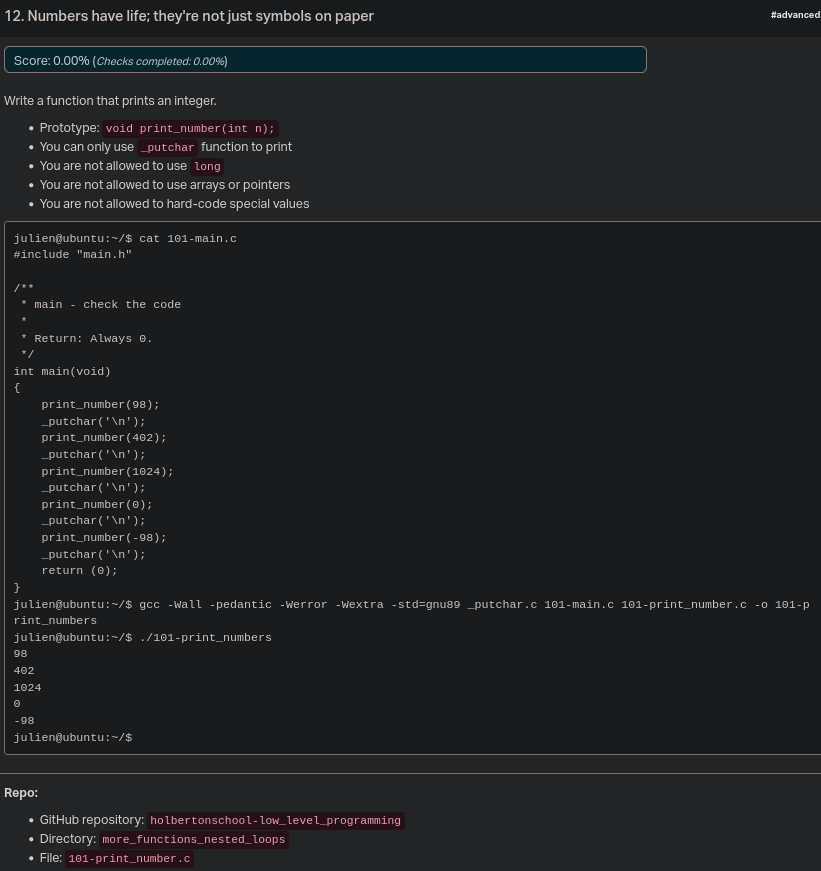 12. Numbers have life; they're not just symbols on paper
#advanced
Score: 0.00% (Checks completed: 0.00%)
Write a function that prints an integer.
• Prototype: void print_number(int n);
• You can only use _putchar function to print
• You are not allowed to use long
• You are not allowed to use arrays or pointers
• You are not allowed to hard-code special values
julien@ubuntu:~/$ cat 101-main.c
#include "main.h"
/**
 * main - check the code
 *
 * Return: Always 0.
 */
int main(void)
{
    print_number(98);
    _putchar('\n');
    print_number(402);
    _putchar('\n');
    print_number(1024);
    _putchar('\n');
    print_number(0);
    _putchar('\n');
    print_number(-98);
    _putchar('\n');
    return (0);
}
julien@ubuntu:~/$ gcc -Wall -pedantic -Werror -Wextra -std=gnu89 _putchar.c 101-main.c 101-print_number.c -o 101-p
rint_numbers
julien@ubuntu:~/$ ./101-print_numbers
98
402
1024
0
-98
julien@ubuntu:~/$
Repo:
• GitHub repository: holbertonschool-low_level_programming
• Directory: more_functions_nested_loops
• File: 101-print_number.c